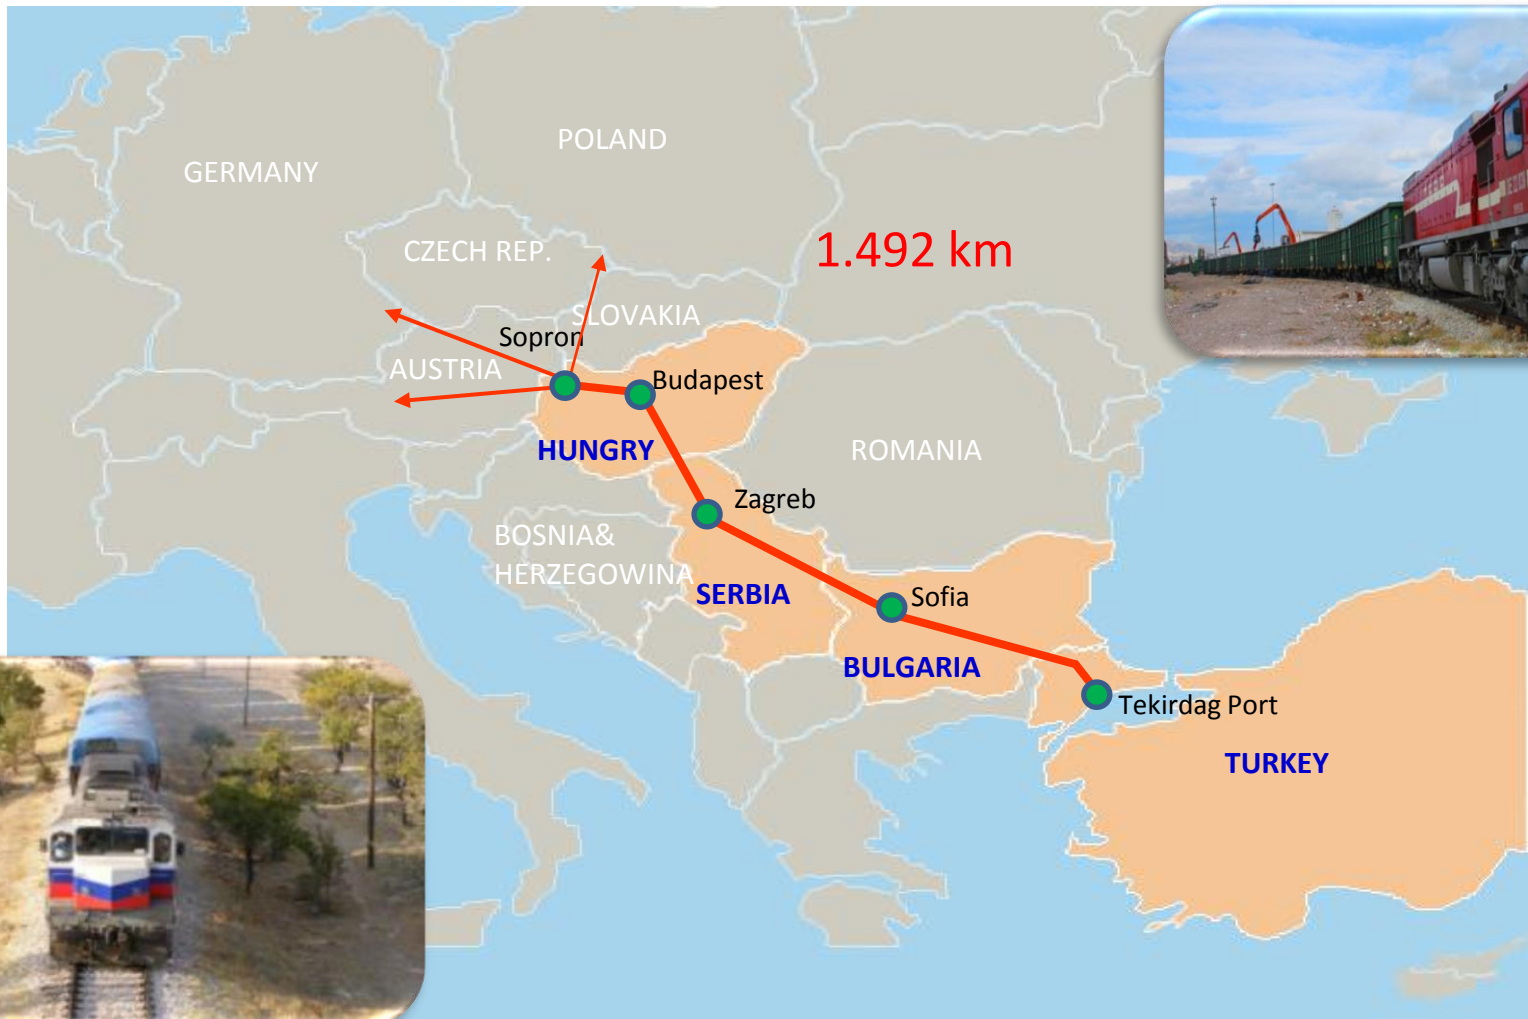 POLAND
GERMANY
CZECH REP.
1.492 km
SLOVAKIA
Sopron
AUSTRIA
Budapest
HUNGRY
ROMANIA
Zagreb
BOSNIA&
HERZEGOWINA
SERBIA
Sofia
BULGARIA
Tekirdag Port
TURKEY